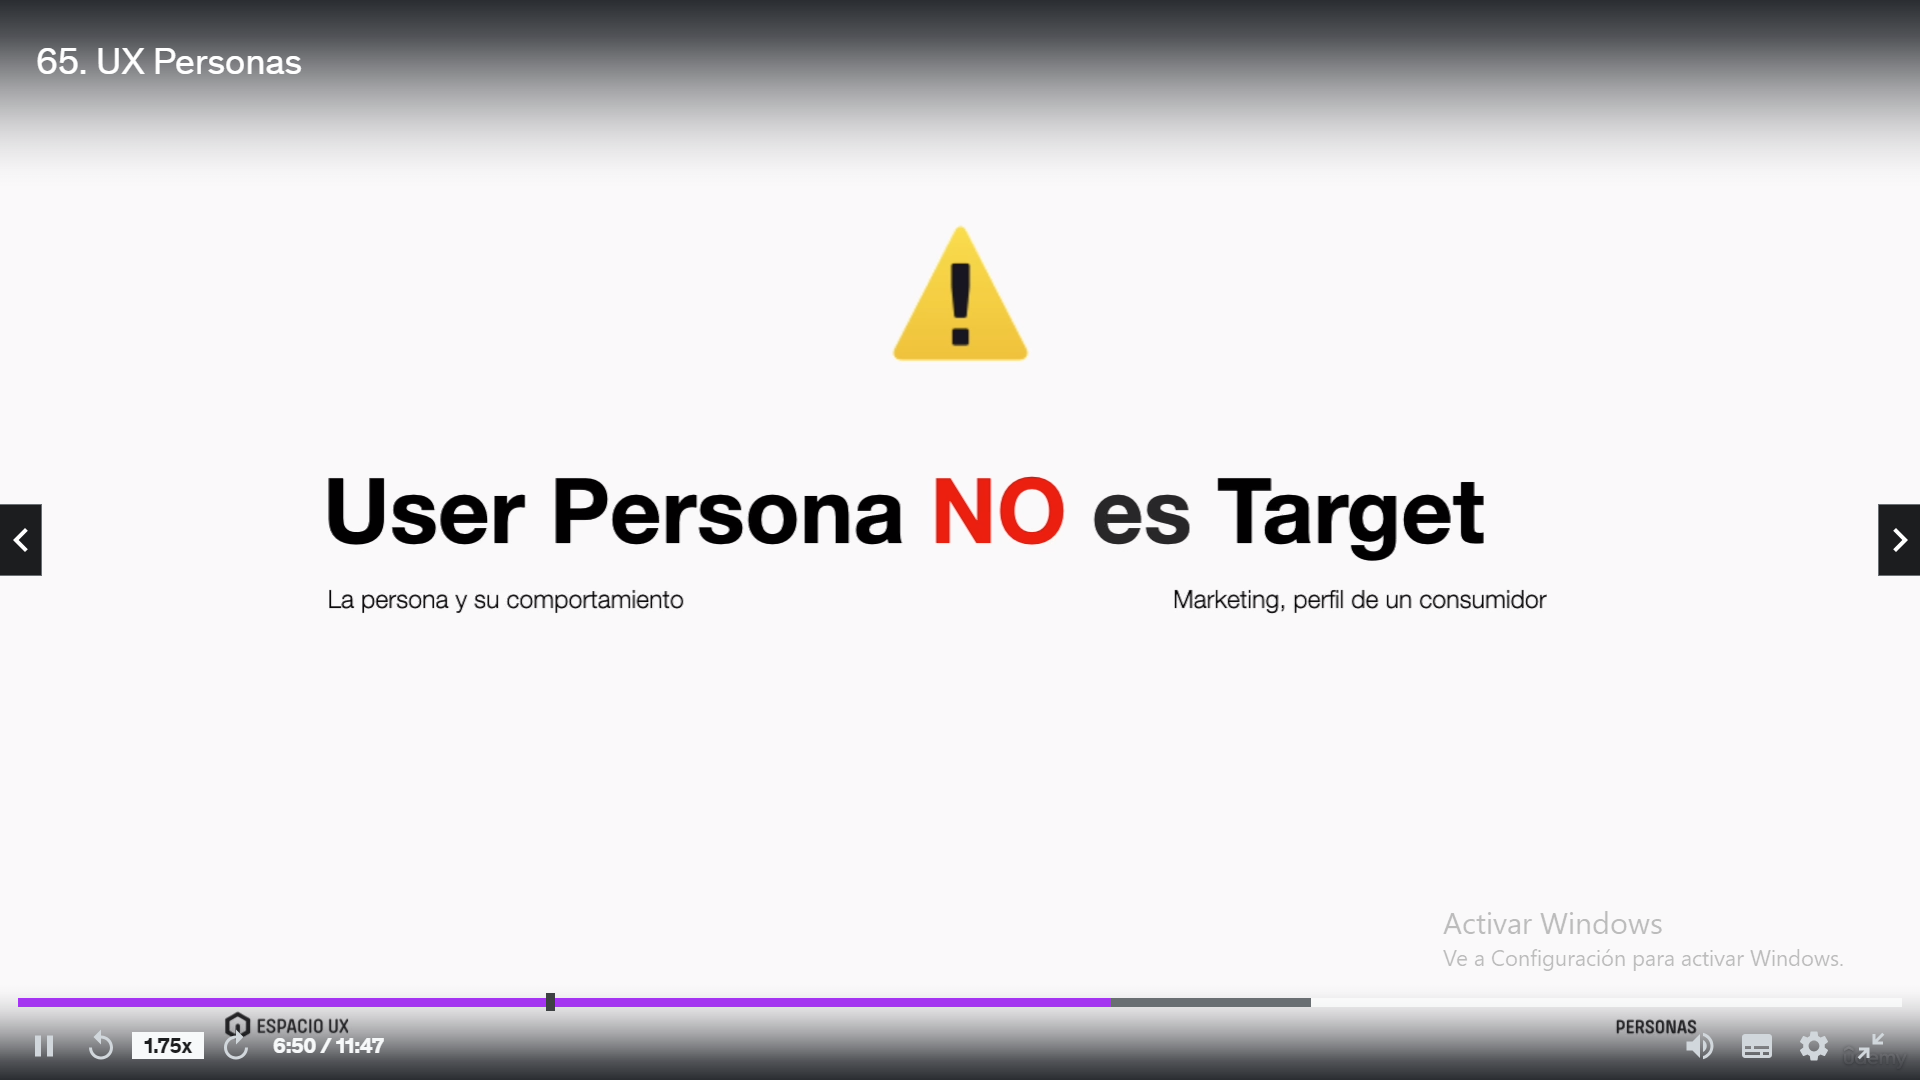 65. UX Personas
User Persona NO es Target
La persona y su comportamiento
Marketing, perfil de un consumidor
Activar Windows
Ve a Configuración para activar Windows.
ESPACIO UX
PERSONAS
1.75x
6:50 / 11:47
ûdemy